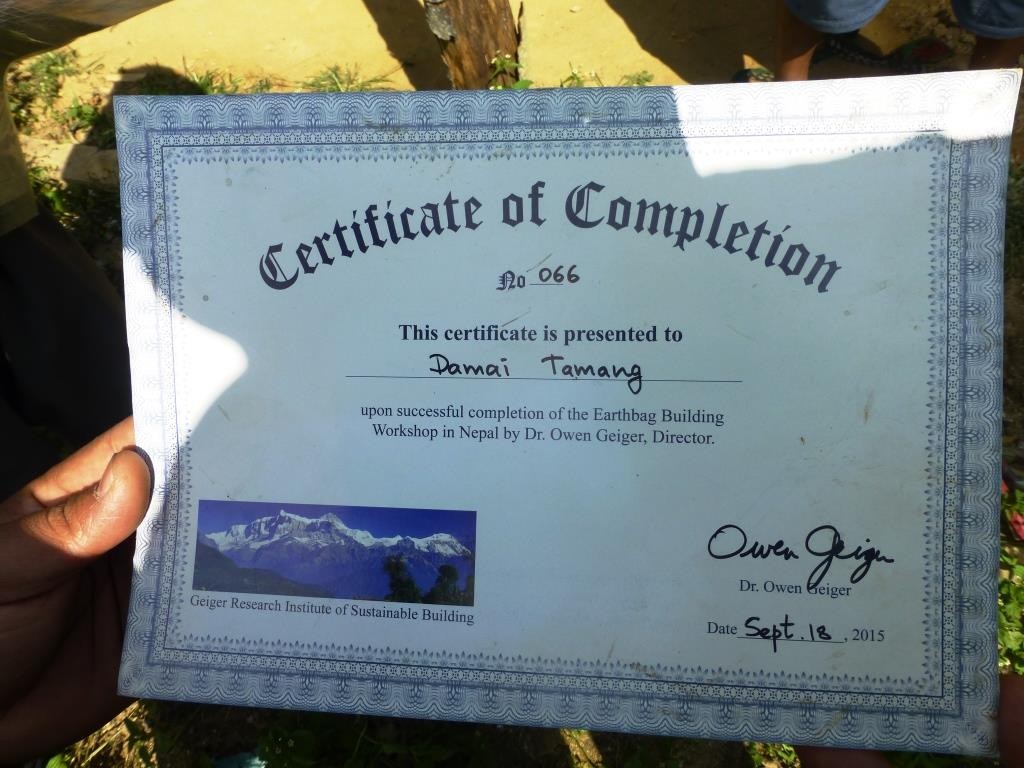 Certificate of Completion
No 066
This certificate is presented to
Damai Tamang
upon successful completion of the Earthbag Building
Workshop in Nepal by Dr. Owen Geiger, Director.
Owen Geiger
Dr. Owen Geiger
Geiger Research Institute of Sustainable Building
Date Sept. 18, 2015